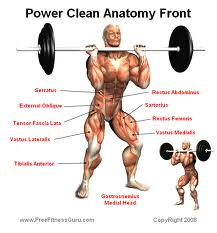 Power Clean Anatomy Front
Serratus
External Oblique
Tensor Fascia Lata
Vastus Lateralis
Tibialis Anterior
Rectus Abdominus
Sartorius
Rectus Femoris
Vastus Medialis
Gastrocnemius
Medial Head
www.FreeFitnessGuru.com
Copyright 2008